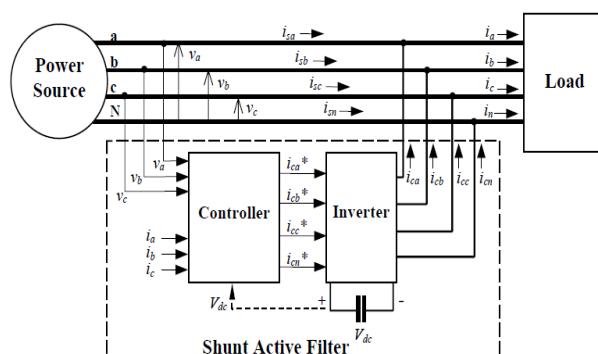 a i_sa i_a
b i_sb i_b
c i_sc i_c
N i_sn i_n
Power Source
Load
v_a
v_b
v_c
v_a
v_b
v_c
i_a
i_b
i_c
Controller
i_ca*
i_cb*
i_cc*
i_cn*
Inverter
i_ca i_cb i_cc i_cn
V_dc
+ -
V_dc
Shunt Active Filter